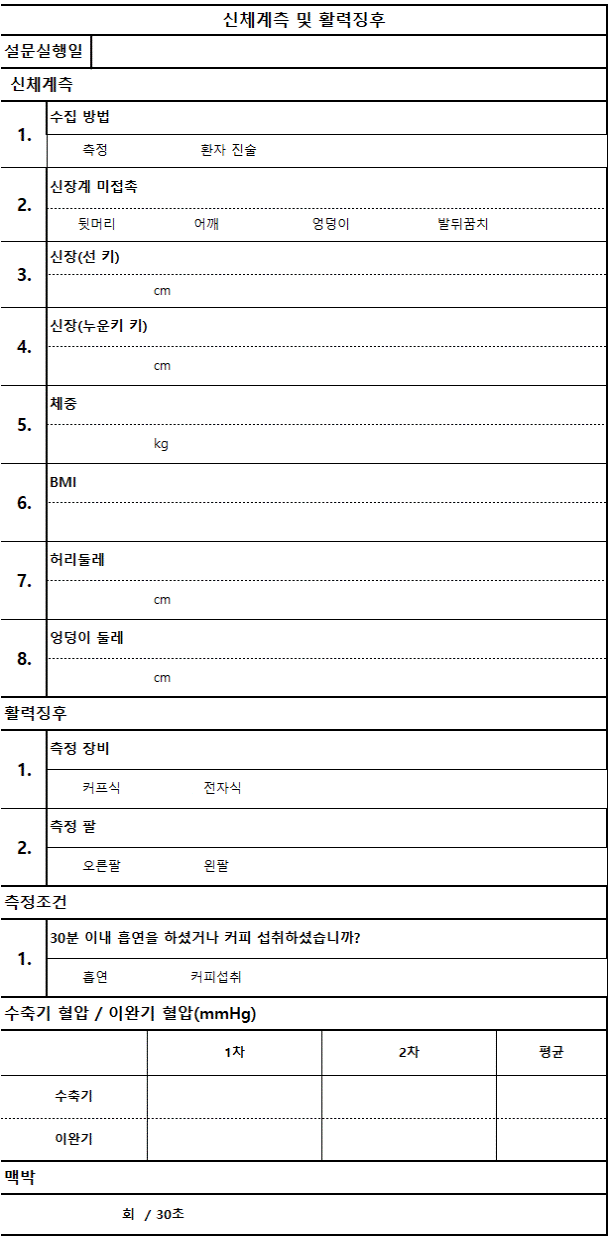 신체계측 및 활력징후
설문실행일
신체계측
1.
수집 방법
측정 환자 진술
2.
신장계 미접촉
뒷머리 어깨 엉덩이 발뒤꿈치
3.
신장(선 키)
cm
4.
신장(누운키 키)
cm
5.
체중
kg
6.
BMI
7.
허리둘레
cm
8.
엉덩이 둘레
cm
활력징후
1.
측정 장비
커프식 전자식
2.
측정 팔
오른팔 왼팔
측정조건
1.
30분 이내 흡연을 하셨거나 커피 섭취하셨습니까?
흡연 커피섭취
수축기 혈압 / 이완기 혈압(mmHg)
1차 2차 평균
수축기
이완기
맥박
회 / 30초